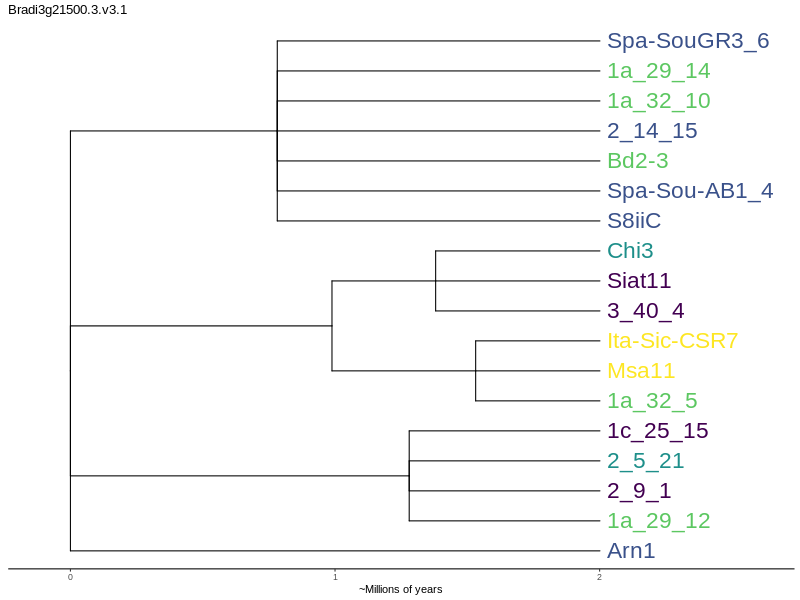 Bradi3g21500.3.v3.1
Spa-SouGR3_6
1a_29_14
1a_32_10
2_14_15
Bd2-3
Spa-Sou-AB1_4
S8iiC
Chi3
Siat11
3_40_4
Ita-Sic-CSR7
Msa11
1a_32_5
1c_25_15
2_5_21
2_9_1
1a_29_12
Arn1
0 1 2
~Millions of years